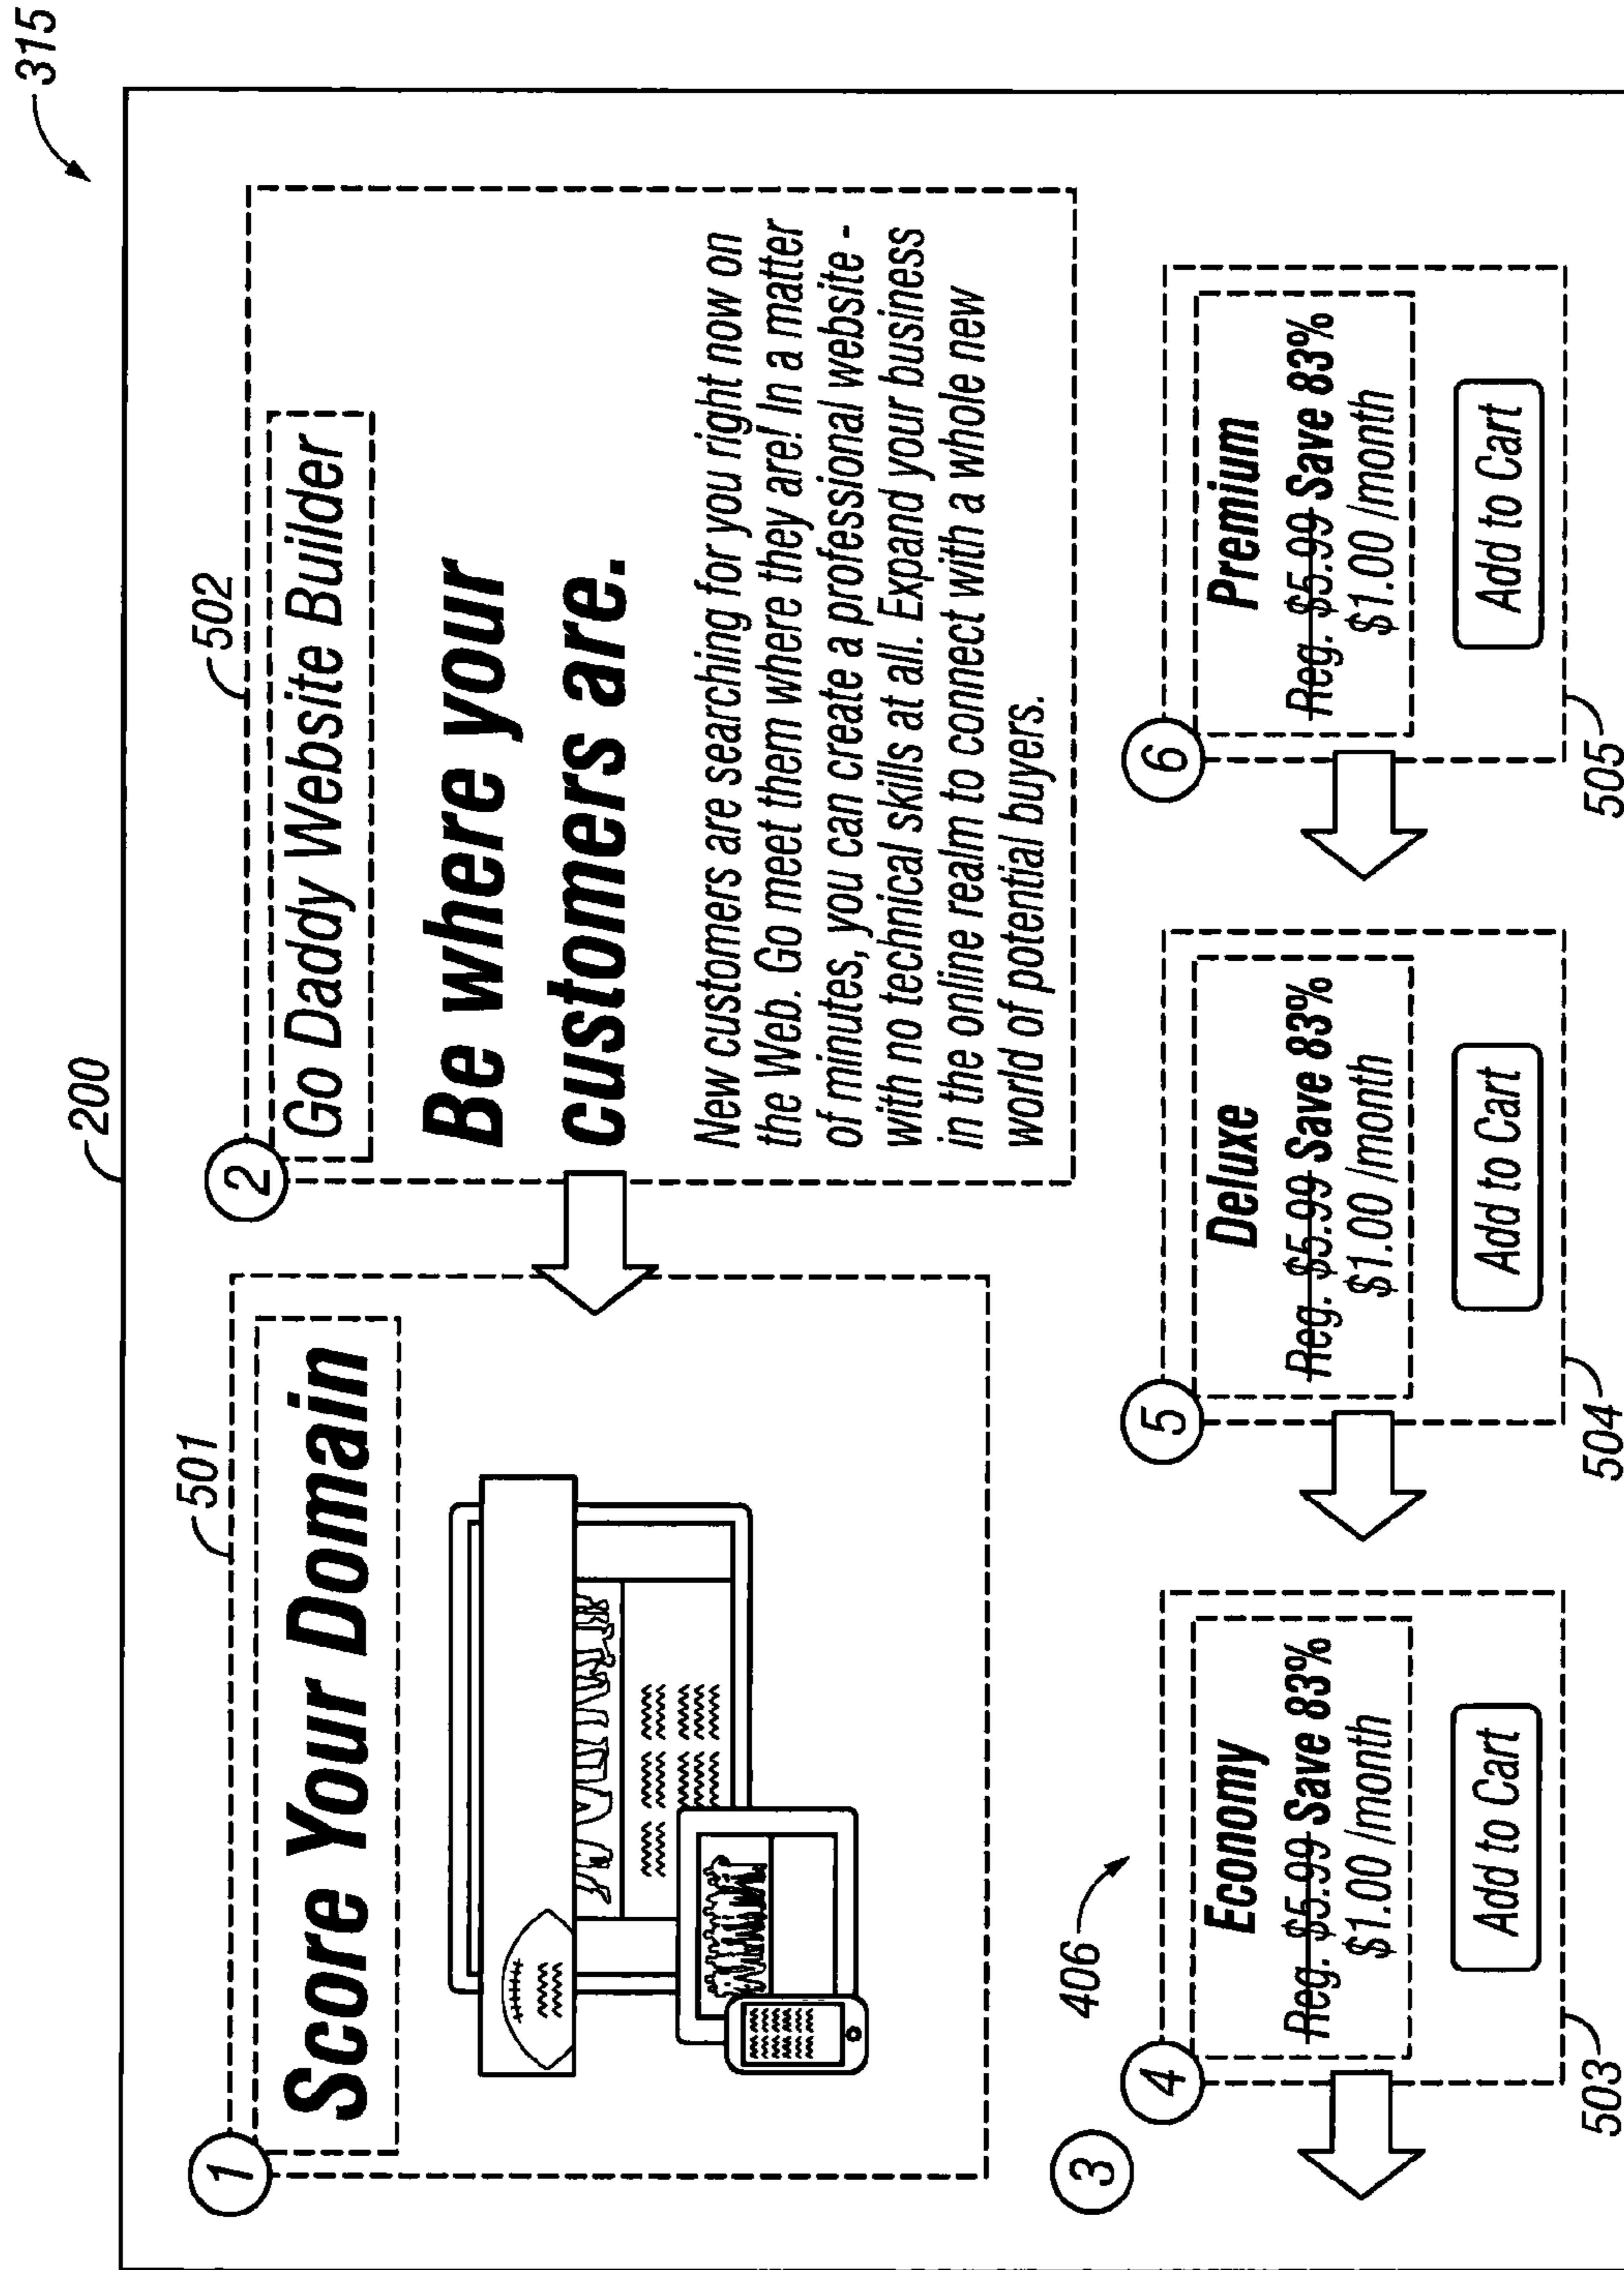 315
200
501
502
1
Score Your Domain
2
Go Daddy Website Builder
Be where your
customers are.
New customers are searching for you right now on
the Web. Go meet them where they are! In a matter
of minutes, you can create a professional website -
with no technical skills at all. Expand your business
in the online realm to connect with a whole new
world of potential buyers.
3
406
4
Economy
Reg. $5.99 Save 83%
$1.00 /month
Add to Cart
503
5
Deluxe
Reg. $5.99 Save 83%
$1.00 /month
Add to Cart
504
6
Premium
Reg. $5.99 Save 83%
$1.00 /month
Add to Cart
505